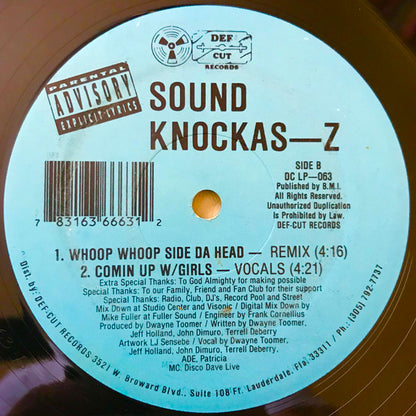 DEF
CUT
RECORDS
PARENTAL
ADVISORY
EXPLICIT LYRICS
SOUND
KNOCKAS—Z
SIDE B
DC LP—063
Published by B.M.I.
All Rights Reserved.
Unauthorized Duplication
Is Prohibited by Law.
DEF-CUT RECORDS
7 83163 66631 2
1. WHOOP WHOOP SIDE DA HEAD — REMIX (4:16)
2. COMIN UP W/GIRLS — VOCALS (4:21)
Extra Special Thanks: To God Almighty for making possible
Special Thanks: To our Family, Friend and Fan Club for their support
Special Thanks: Radio, Club, DJ's, Record Pool and Street
Mix Down at Studio Center and Visonic / Digital Mix Down by
Mike Fuller at Fuller Sound / Engineer by Frank Cornellius
Produced by Dwayne Toomer / Written by Dwayne Toomer,
Jeff Holland, John Dimuro, Terrell Deberry
Artwork LJ Sensebe / Vocal by Dwayne Toomer,
Jeff Holland, John Dimuro, Terrell Deberry,
ADE, Patricia
MC. Disco Dave Live
Dist. by: DEF-CUT RECORDS 3521 W. Broward Blvd., Suite 108 Ft. Lauderdale, Fla. 33311 / Ph. (305) 792-7737